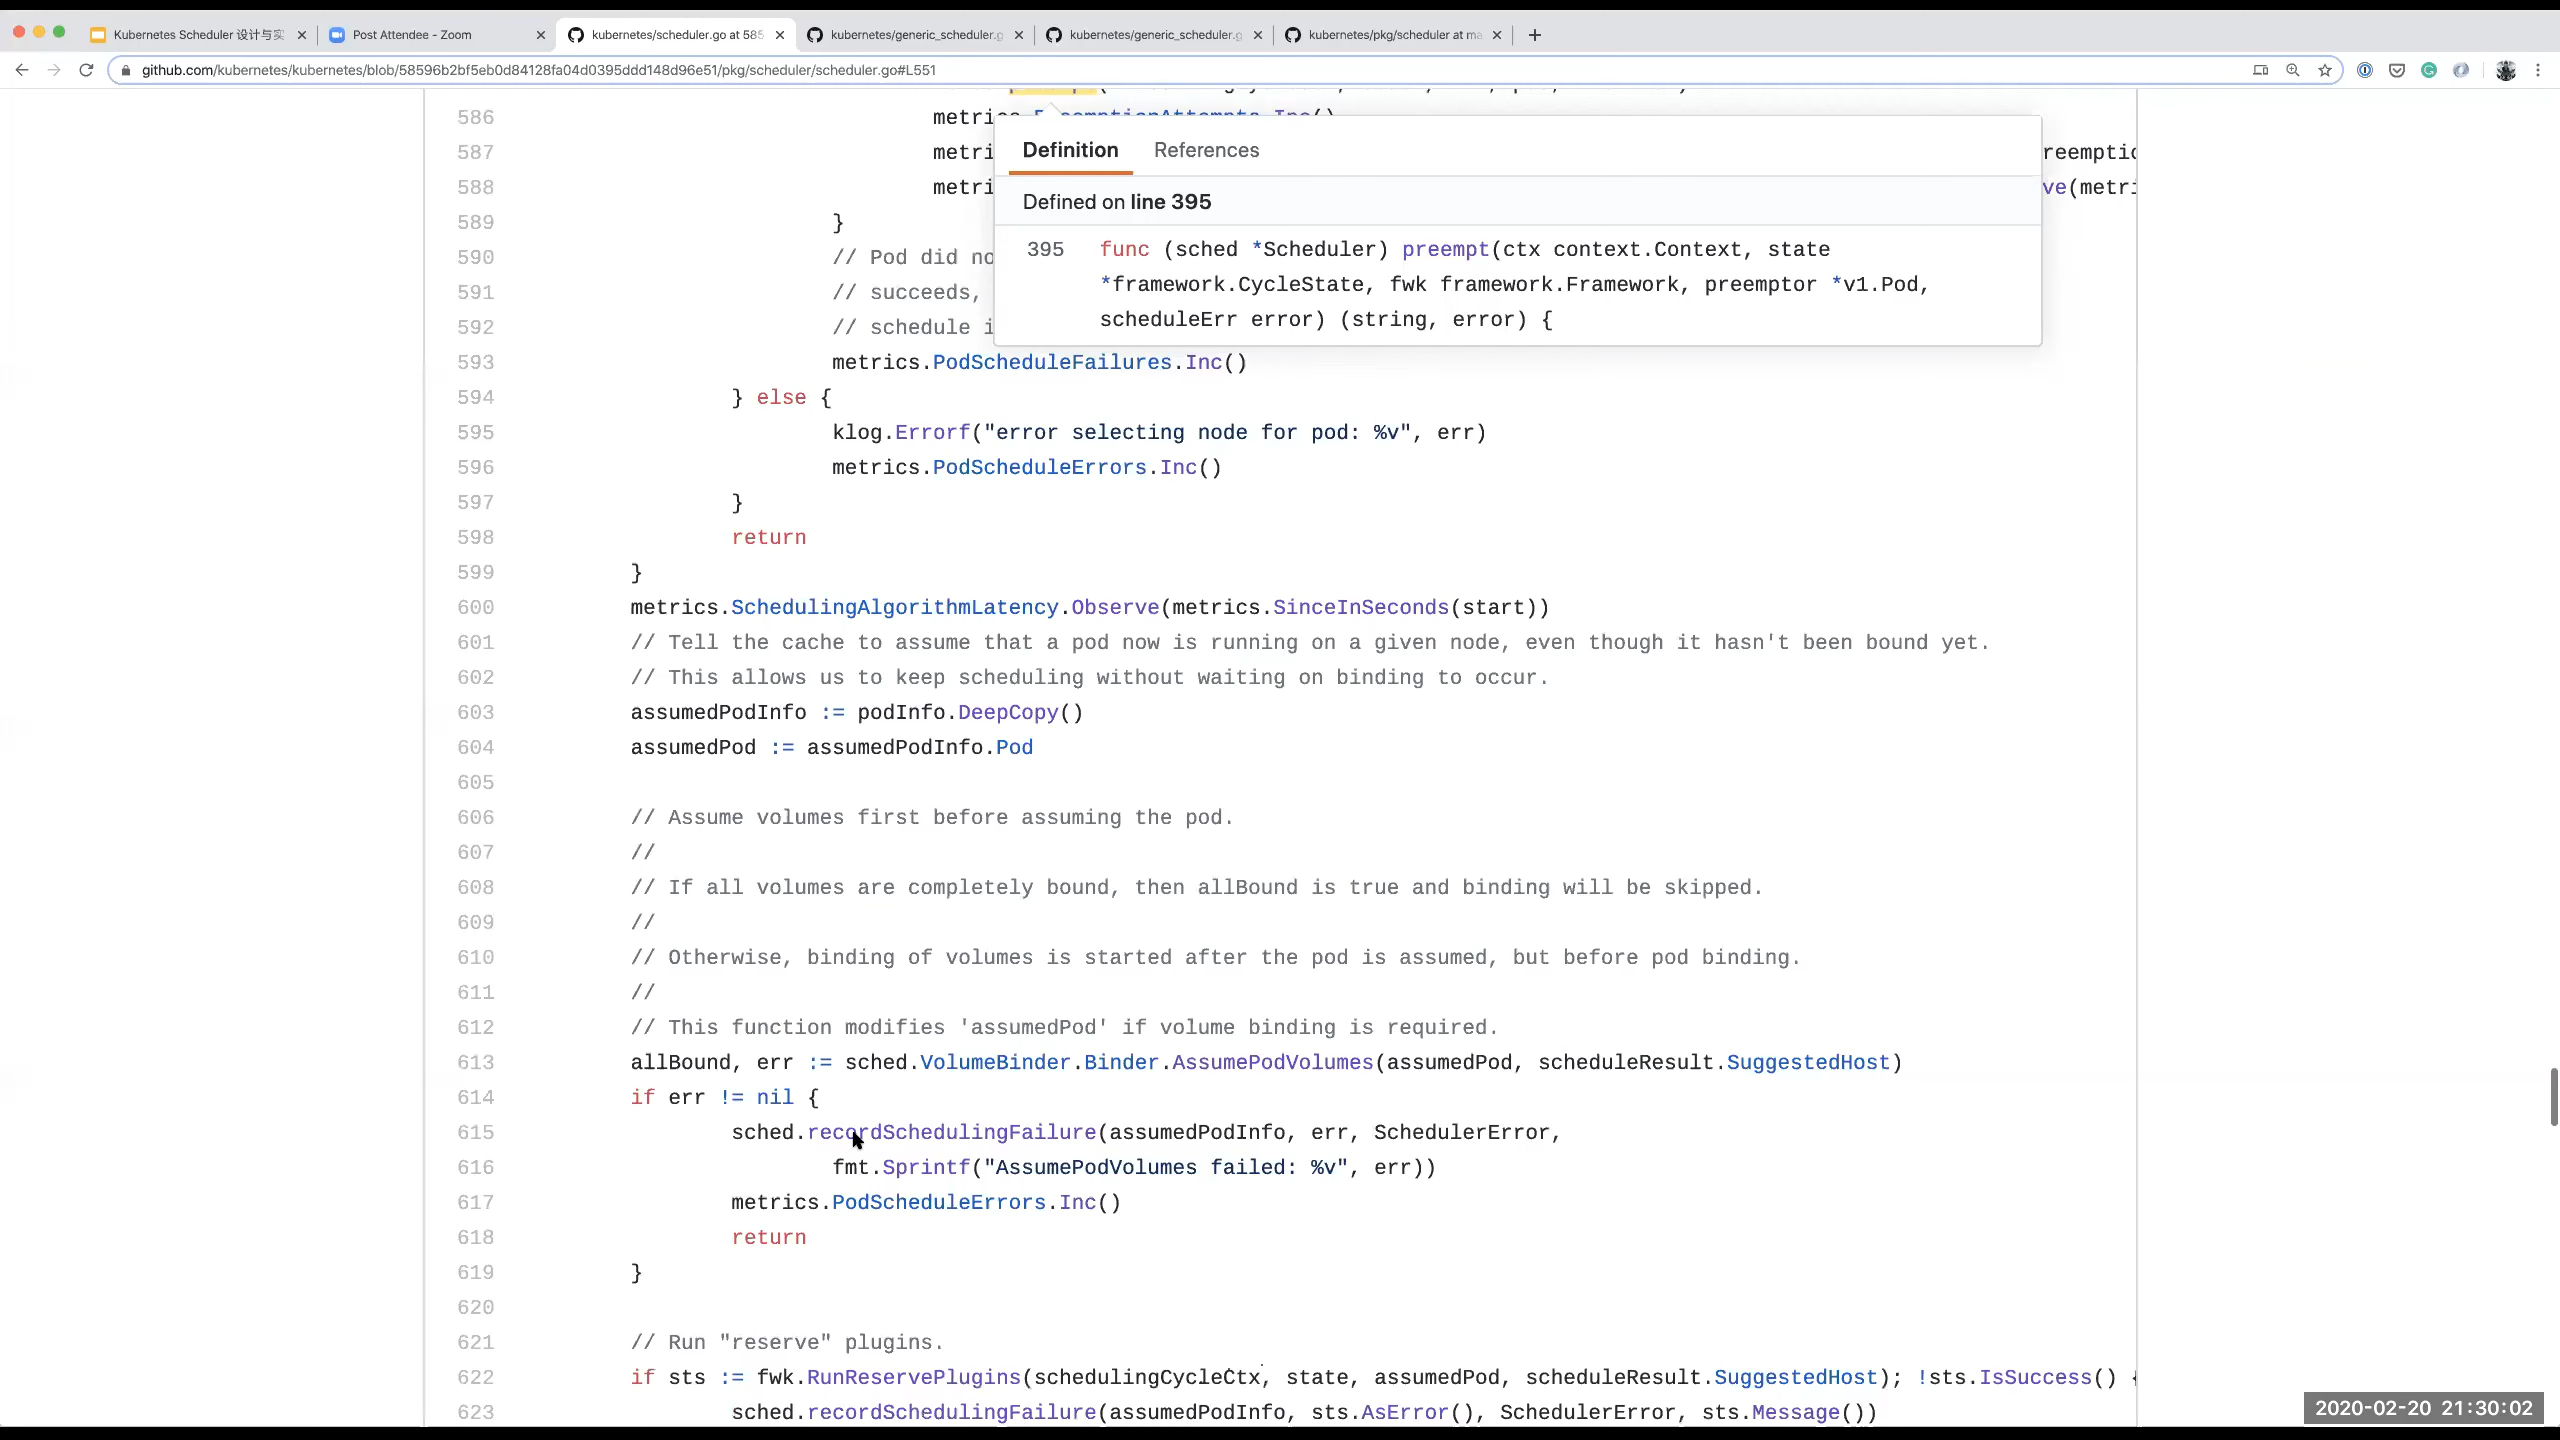 Kubernetes Scheduler 设计与实
Post Attendee - Zoom
kubernetes/scheduler.go at 585
kubernetes/generic_scheduler.g
kubernetes/generic_scheduler.g
kubernetes/pkg/scheduler at ma
github.com/kubernetes/kubernetes/blob/58596b2bf5eb0d84128fa04d0395ddd148d96e51/pkg/scheduler/scheduler.go#L551
586 metrics.PreemptionAttempts.Inc()
Definition References
587 metri reemptio
588 metri ve(metri
Defined on line 395
589 }
395 func (sched *Scheduler) preempt(ctx context.Context, state
*framework.CycleState, fwk framework.Framework, preemptor *v1.Pod,
scheduleErr error) (string, error) {
590 // Pod did no
591 // succeeds,
592 // schedule i
593 metrics.PodScheduleFailures.Inc()
594 } else {
595 klog.Errorf("error selecting node for pod: %v", err)
596 metrics.PodScheduleErrors.Inc()
597 }
598 return
599 }
600 metrics.SchedulingAlgorithmLatency.Observe(metrics.SinceInSeconds(start))
601 // Tell the cache to assume that a pod now is running on a given node, even though it hasn't been bound yet.
602 // This allows us to keep scheduling without waiting on binding to occur.
603 assumedPodInfo := podInfo.DeepCopy()
604 assumedPod := assumedPodInfo.Pod
605
606 // Assume volumes first before assuming the pod.
607 //
608 // If all volumes are completely bound, then allBound is true and binding will be skipped.
609 //
610 // Otherwise, binding of volumes is started after the pod is assumed, but before pod binding.
611 //
612 // This function modifies 'assumedPod' if volume binding is required.
613 allBound, err := sched.VolumeBinder.Binder.AssumePodVolumes(assumedPod, scheduleResult.SuggestedHost)
614 if err != nil {
615 sched.recordSchedulingFailure(assumedPodInfo, err, SchedulerError,
616 fmt.Sprintf("AssumePodVolumes failed: %v", err))
617 metrics.PodScheduleErrors.Inc()
618 return
619 }
620
621 // Run "reserve" plugins.
622 if sts := fwk.RunReservePlugins(schedulingCycleCtx, state, assumedPod, scheduleResult.SuggestedHost); !sts.IsSuccess() {
623 sched.recordSchedulingFailure(assumedPodInfo, sts.AsError(), SchedulerError, sts.Message())
2020-02-20 21:30:02